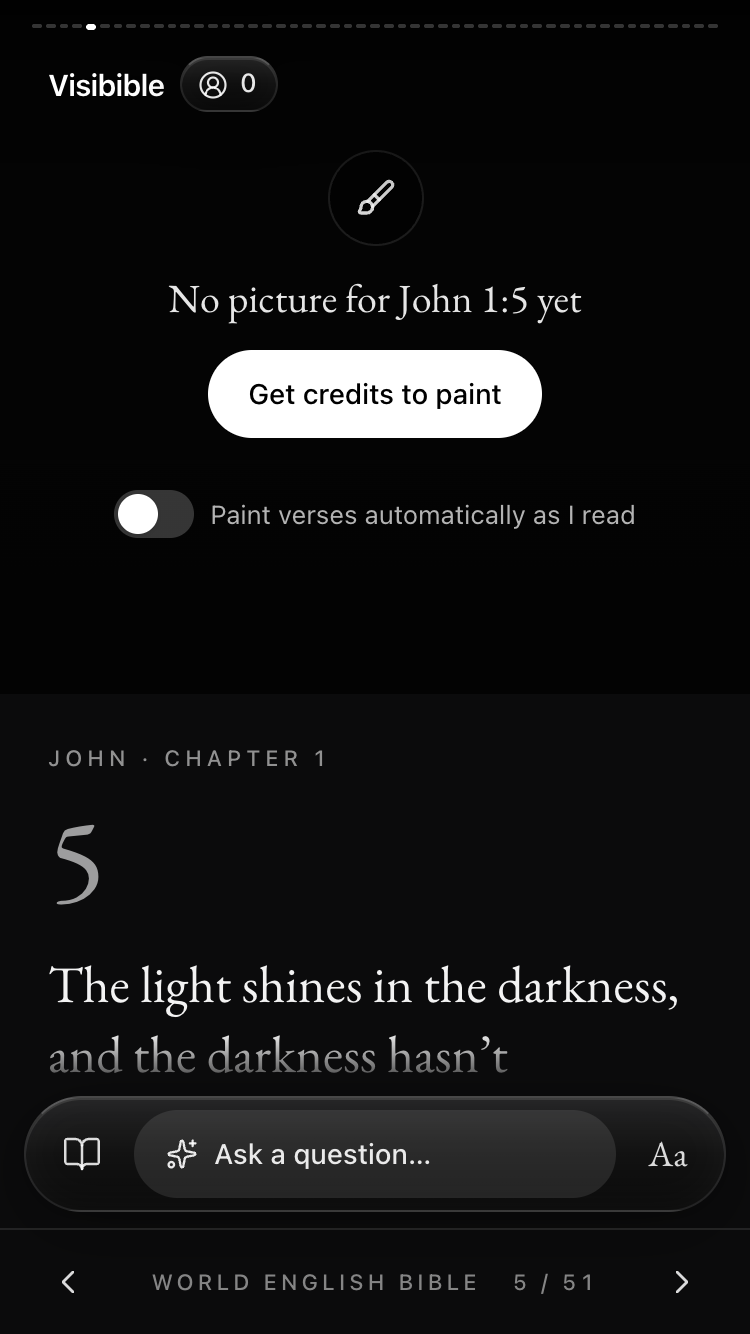 Visibible
0
No picture for John 1:5 yet
Get credits to paint
Paint verses automatically as I read
JOHN · CHAPTER 1
5
The light shines in the darkness,
and the darkness hasn’t
Ask a question...
Aa
WORLD ENGLISH BIBLE 5 / 51